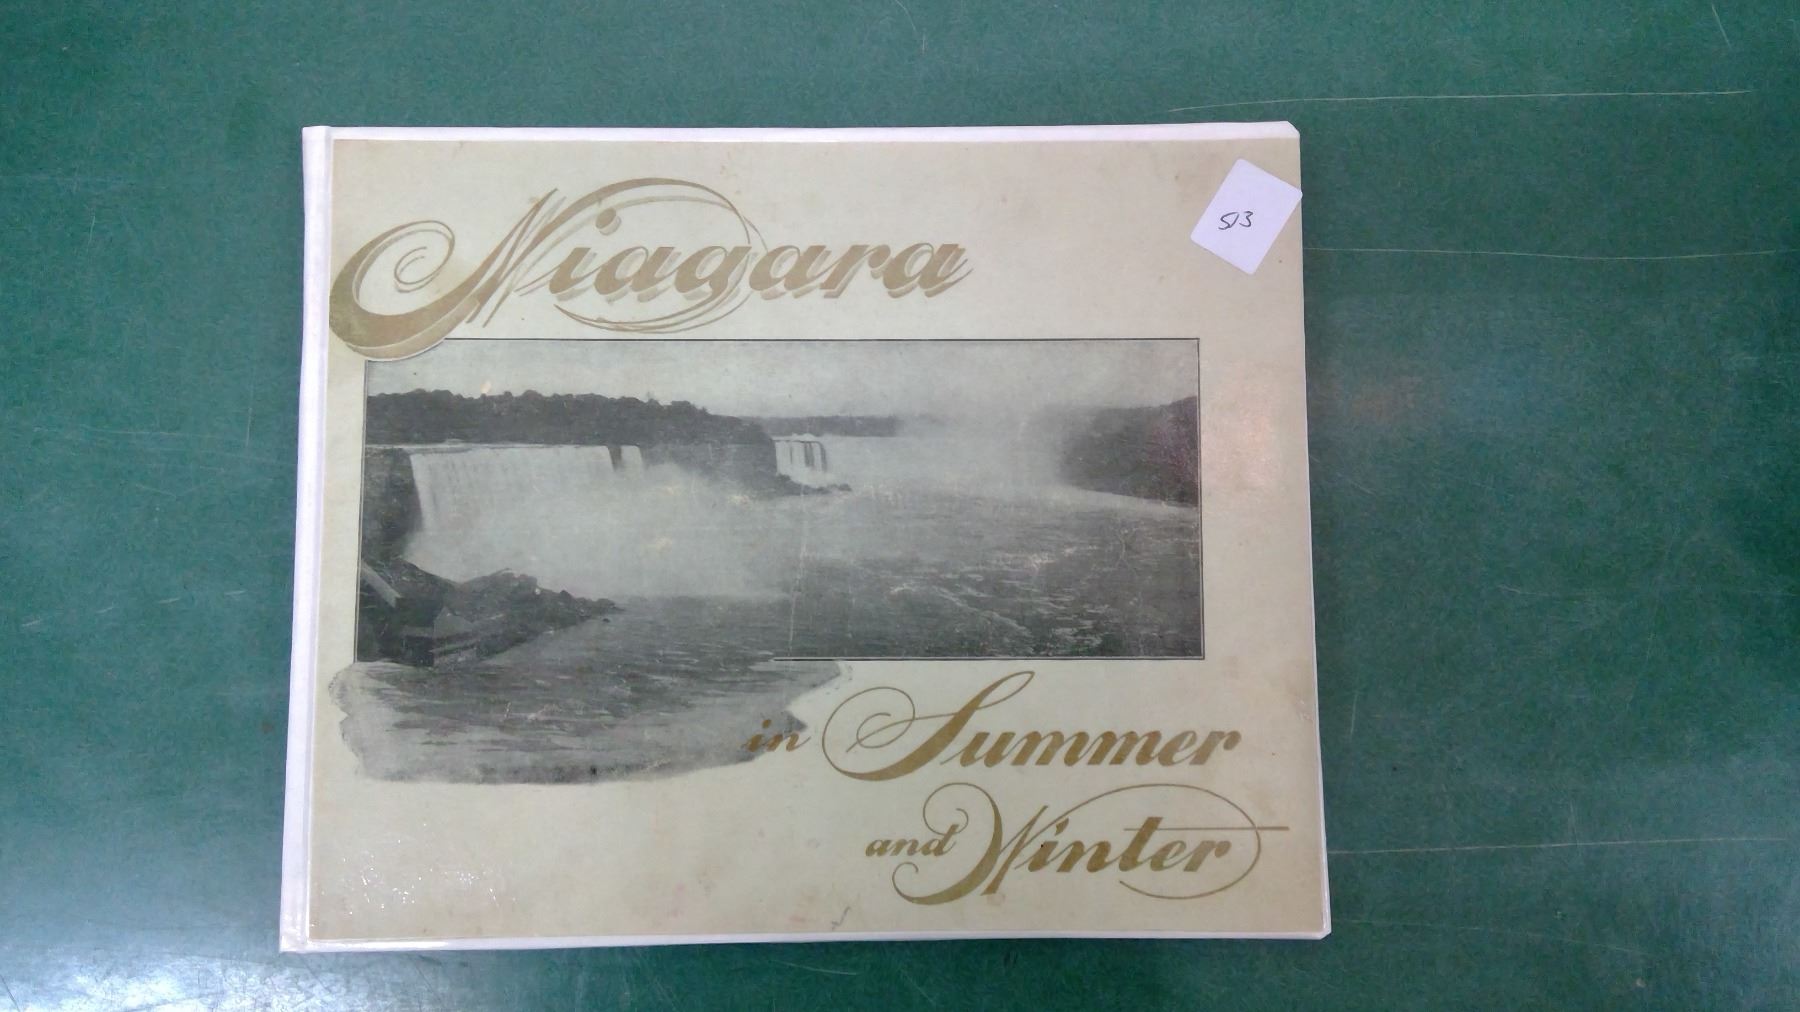 Niagara
513
in Summer
and Winter